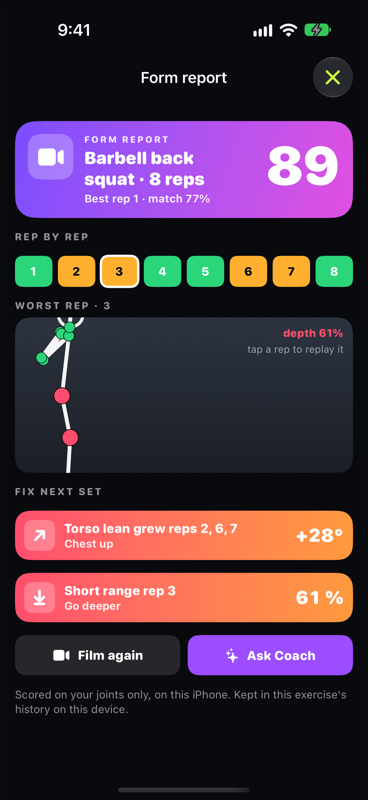 9:41
Form report
FORM REPORT
Barbell back
squat · 8 reps
Best rep 1 · match 77%
89
REP BY REP
1 2 3 4 5 6 7 8
WORST REP · 3
depth 61%
tap a rep to replay it
FIX NEXT SET
Torso lean grew reps 2, 6, 7
Chest up
+28°
Short range rep 3
Go deeper
61 %
Film again
Ask Coach
Scored on your joints only, on this iPhone. Kept in this exercise's
history on this device.